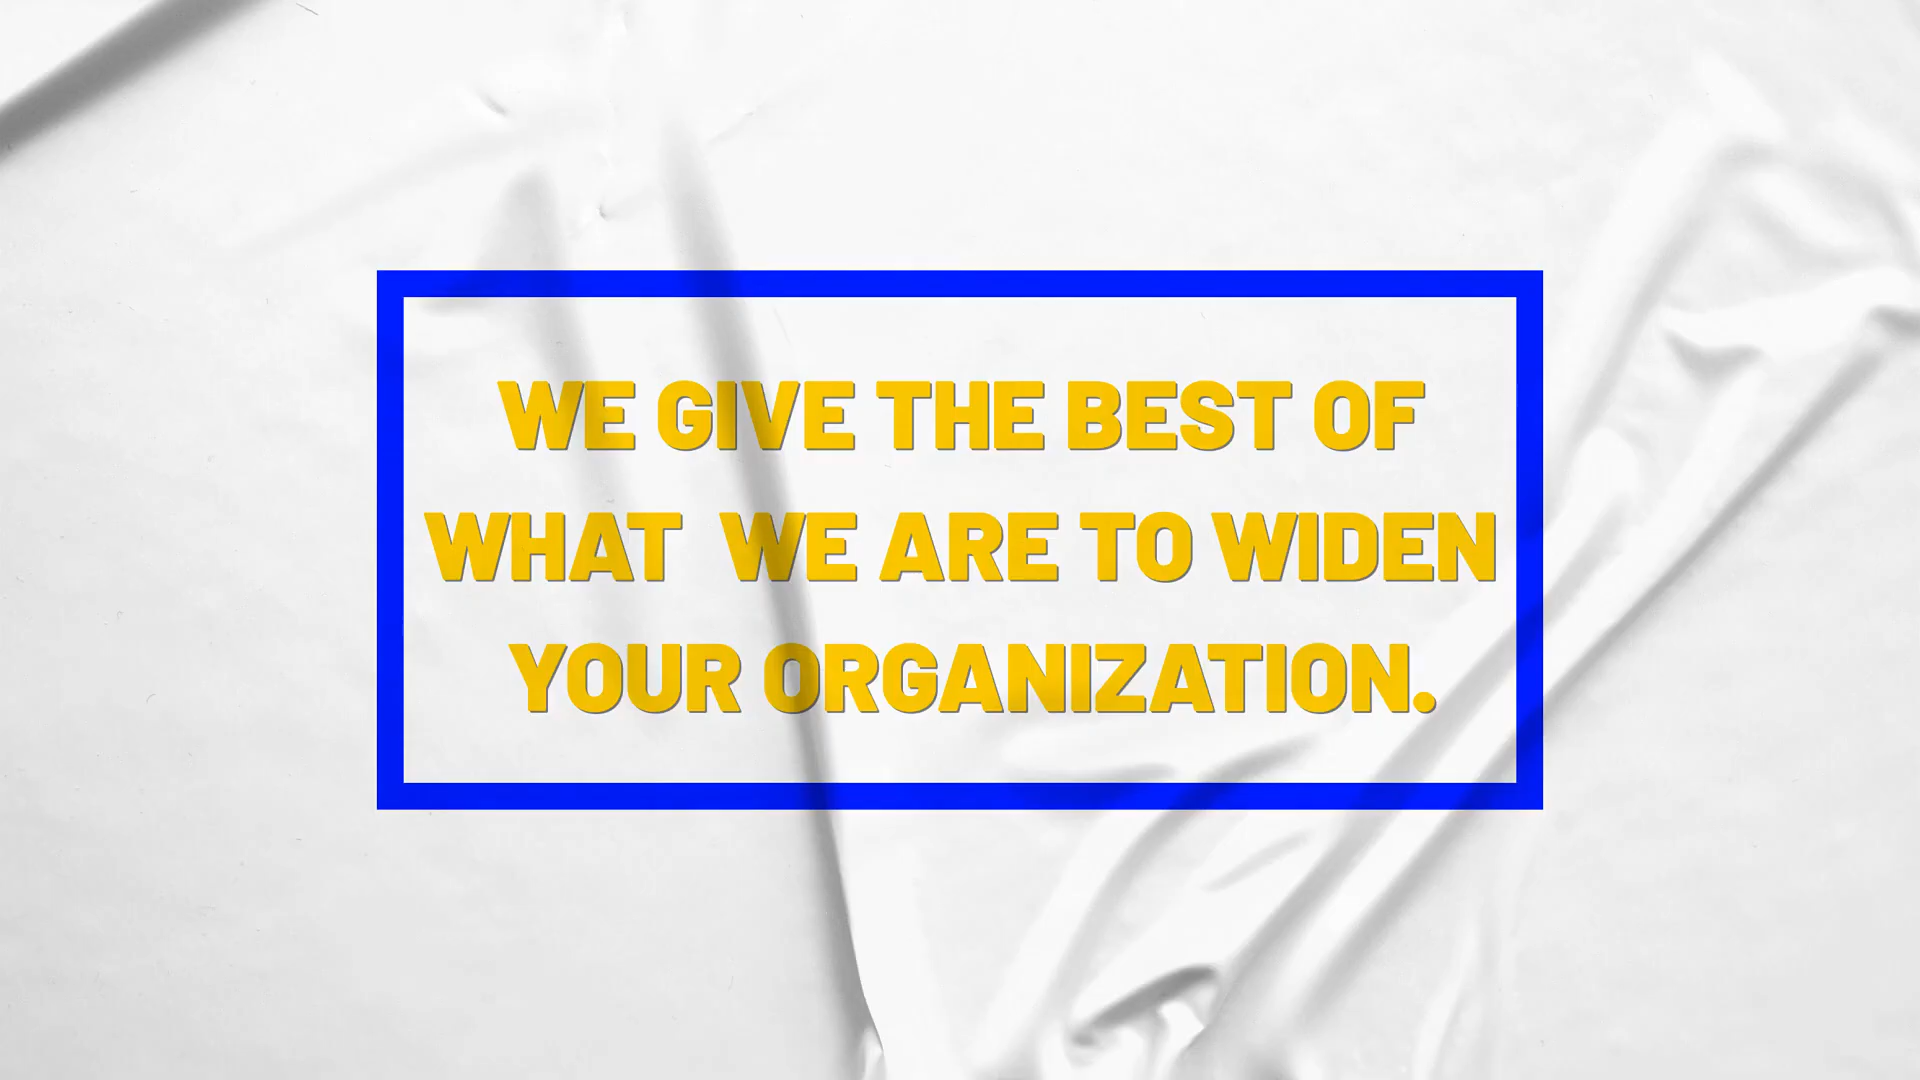 WE GIVE THE BEST OF
WHAT  WE ARE TO WIDEN
YOUR ORGANIZATION.